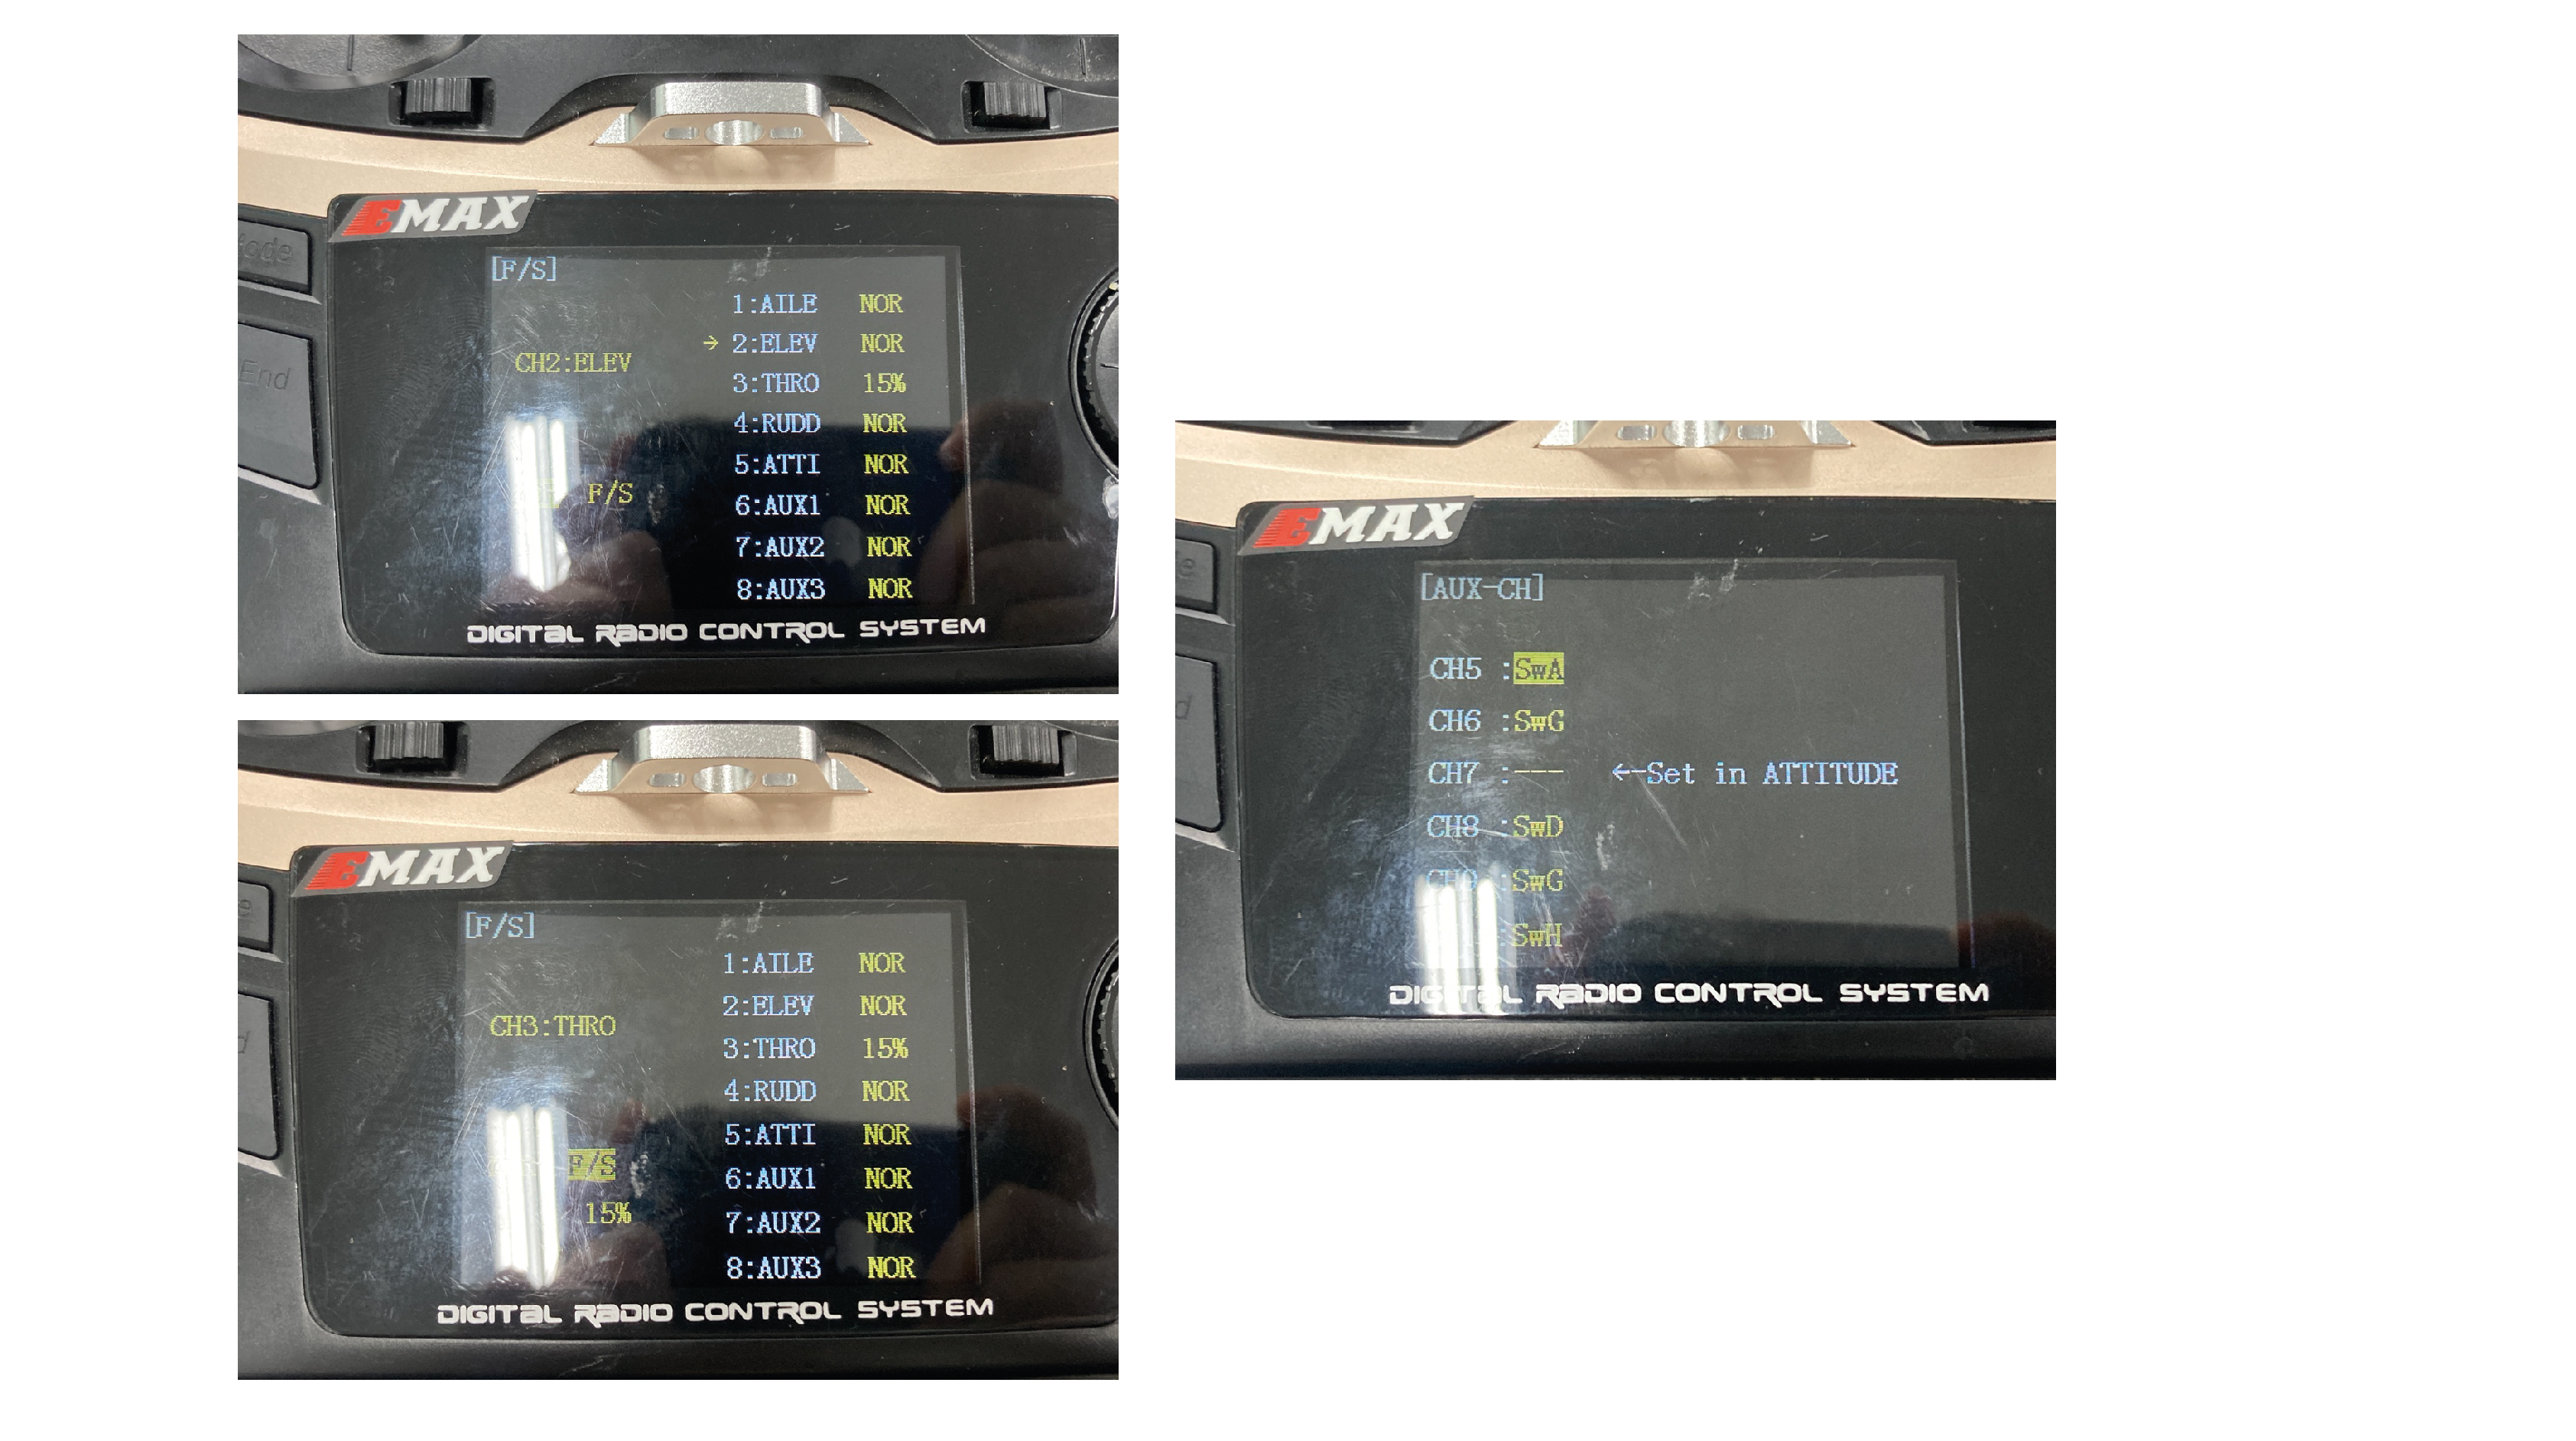 Mode
End
EMAX
[F/S]
1:AILE NOR
→ 2:ELEV NOR
CH2:ELEV
3:THRO 15%
4:RUDD NOR
5:ATTI NOR
F/S
6:AUX1 NOR
7:AUX2 NOR
8:AUX3 NOR
DIGITAL RADIO CONTROL SYSTEM
EMAX
[F/S]
1:AILE NOR
2:ELEV NOR
CH3:THRO
3:THRO 15%
4:RUDD NOR
5:ATTI NOR
F/S
6:AUX1 NOR
15%
7:AUX2 NOR
8:AUX3 NOR
DIGITAL RADIO CONTROL SYSTEM
EMAX
[AUX-CH]
CH5 :SwA
CH6 :SwG
CH7 :--- ←Set in ATTITUDE
CH8 :SwD
CH9 :SwG
:SwH
DIGITAL RADIO CONTROL SYSTEM